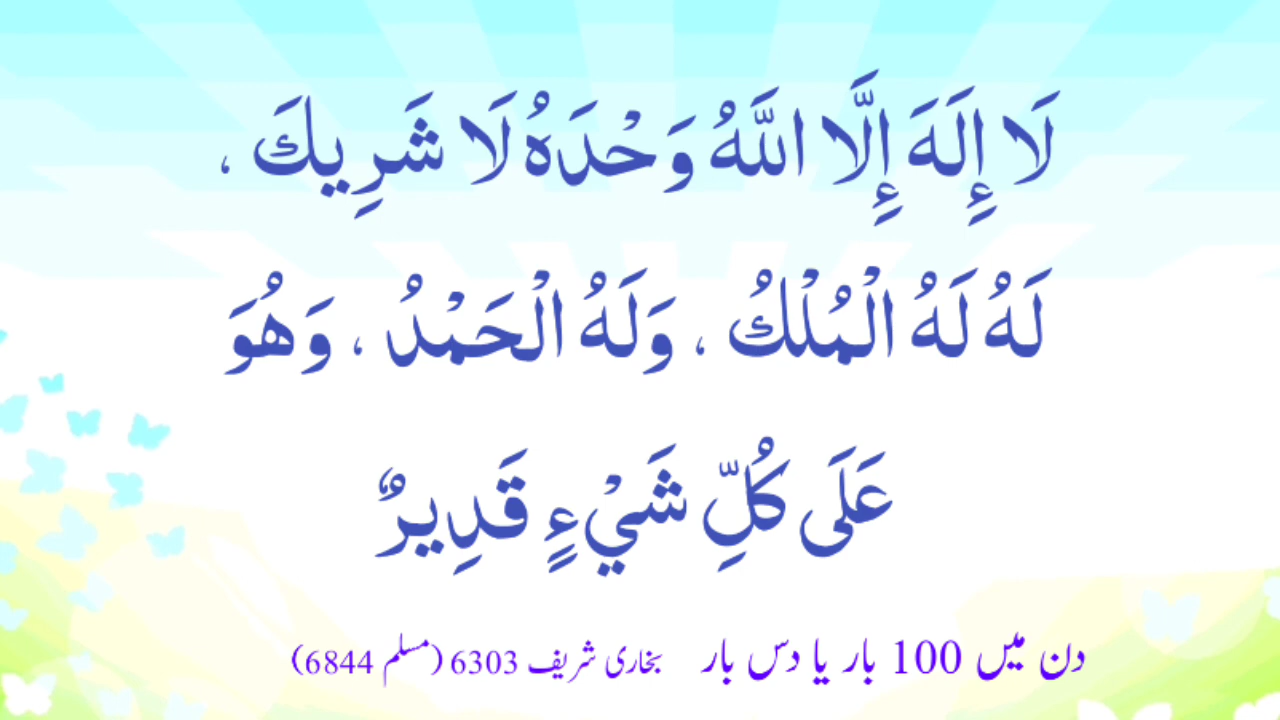 لَا إِلَهَ إِلَّا اللَّهُ وَحْدَهُ لَا شَرِيكَ ،
لَهُ لَهُ الْمُلْكُ ، وَلَهُ الْحَمْدُ ، وَهُوَ
عَلَى كُلِّ شَيْءٍ قَدِيرٌ
دن میں 100 بار یا دس بار بخاری شریف 6303 (مسلم 6844)